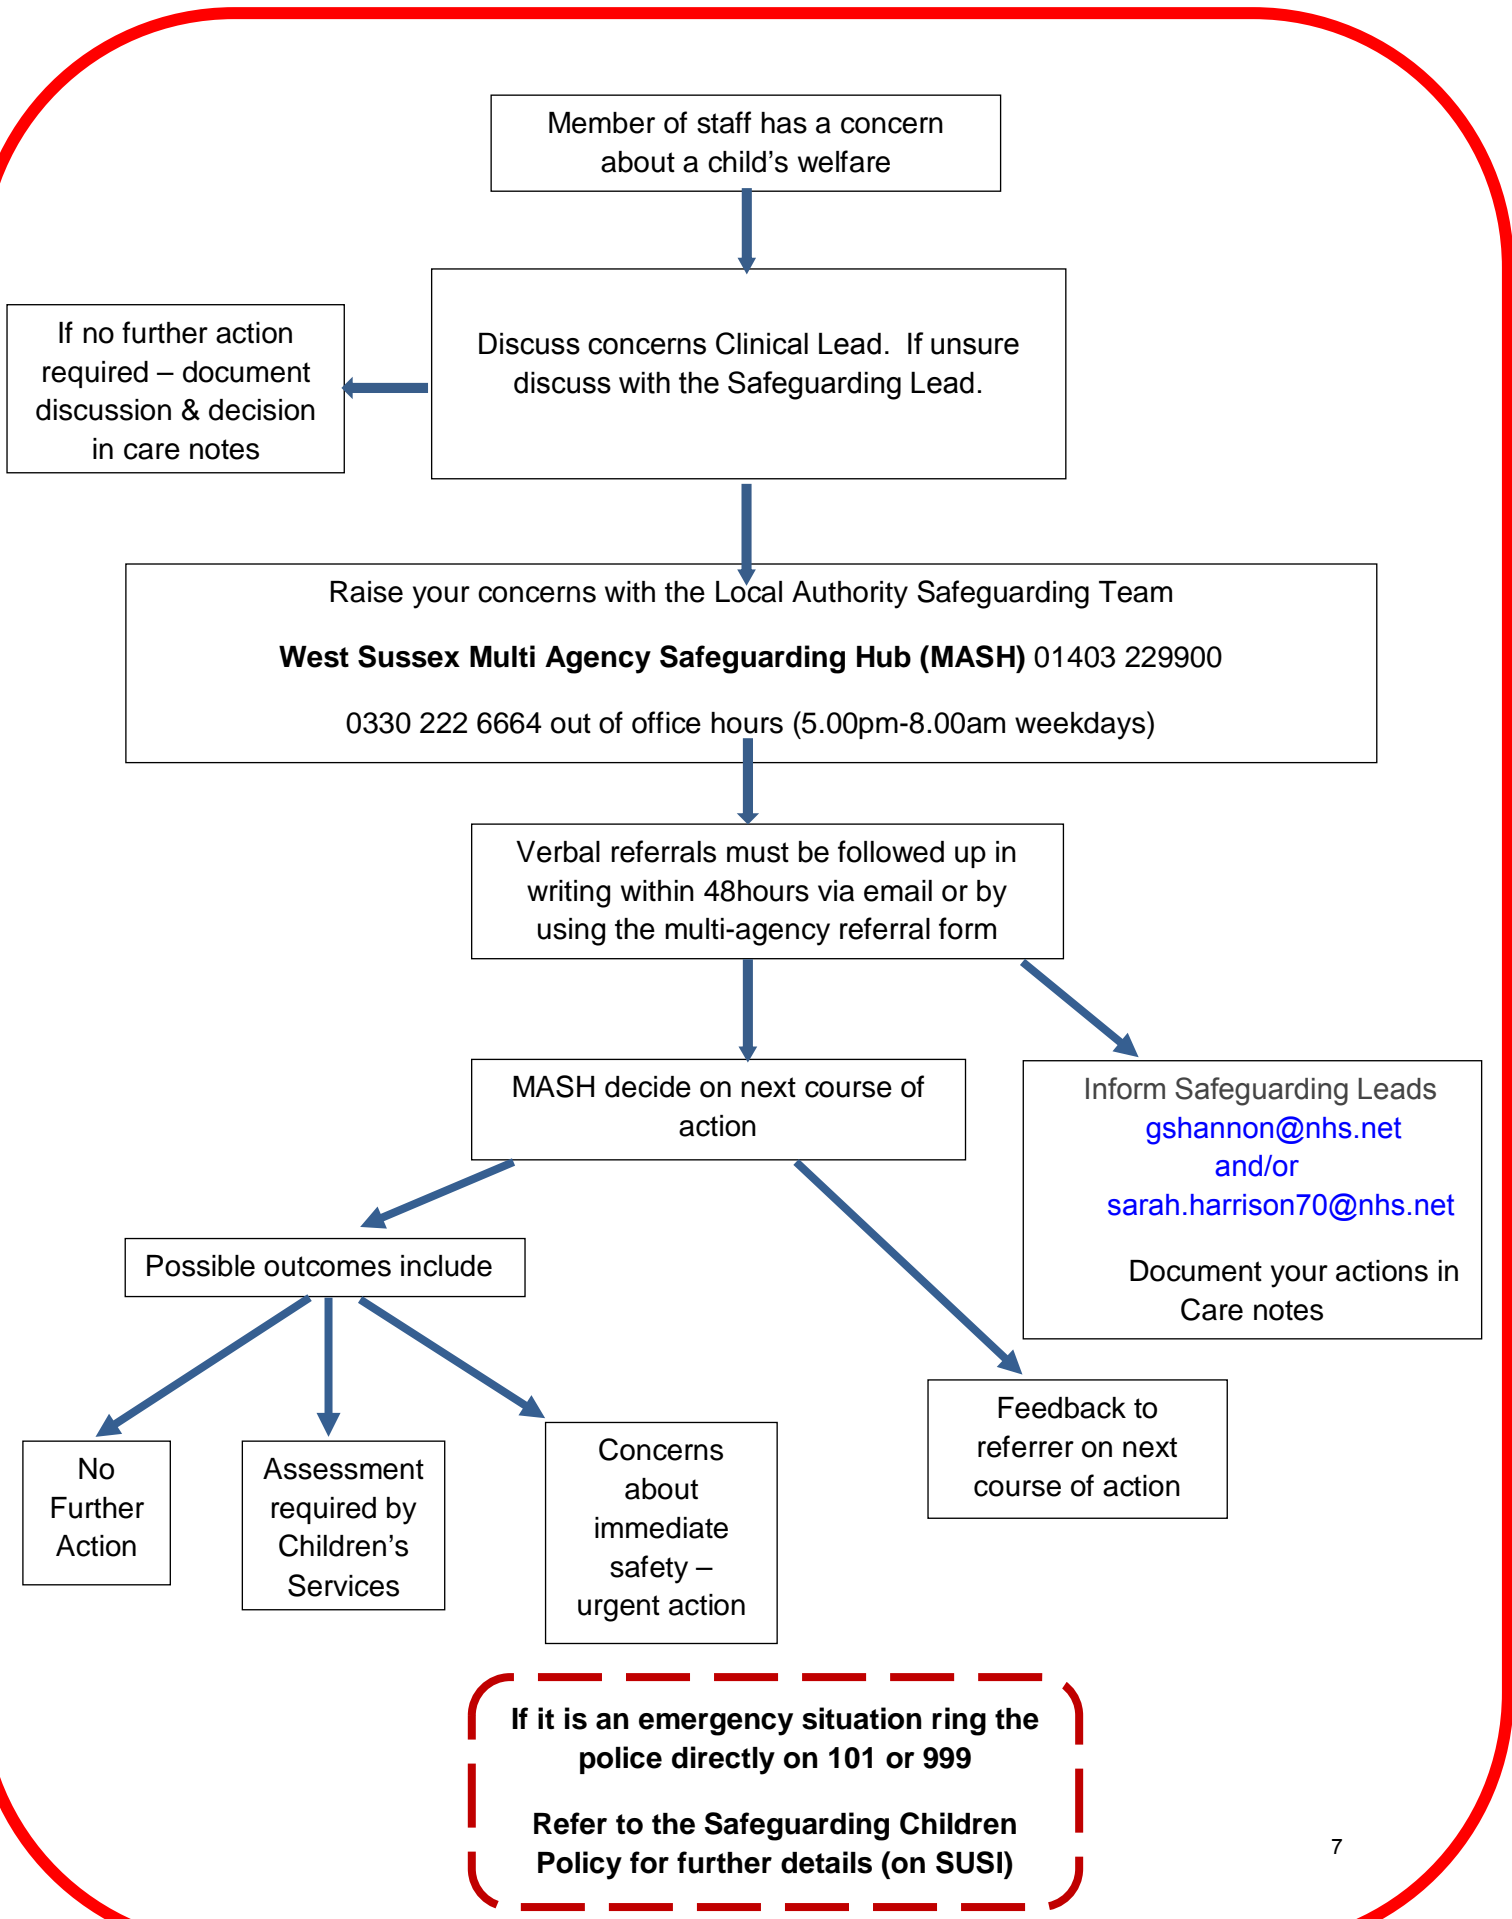 Member of staff has a concern
about a child’s welfare
If no further action
required – document
discussion & decision
in care notes
Discuss concerns Clinical Lead.  If unsure
discuss with the Safeguarding Lead.
Raise your concerns with the Local Authority Safeguarding Team
West Sussex Multi Agency Safeguarding Hub (MASH) 01403 229900
0330 222 6664 out of office hours (5.00pm-8.00am weekdays)
Verbal referrals must be followed up in
writing within 48hours via email or by
using the multi-agency referral form
MASH decide on next course of
action
Inform Safeguarding Leads
gshannon@nhs.net
and/or
sarah.harrison70@nhs.net
Document your actions in
Care notes
Possible outcomes include
Feedback to
referrer on next
course of action
No
Further
Action
Assessment
required by
Children’s
Services
Concerns
about
immediate
safety –
urgent action
If it is an emergency situation ring the
police directly on 101 or 999
Refer to the Safeguarding Children
Policy for further details (on SUSI)
7